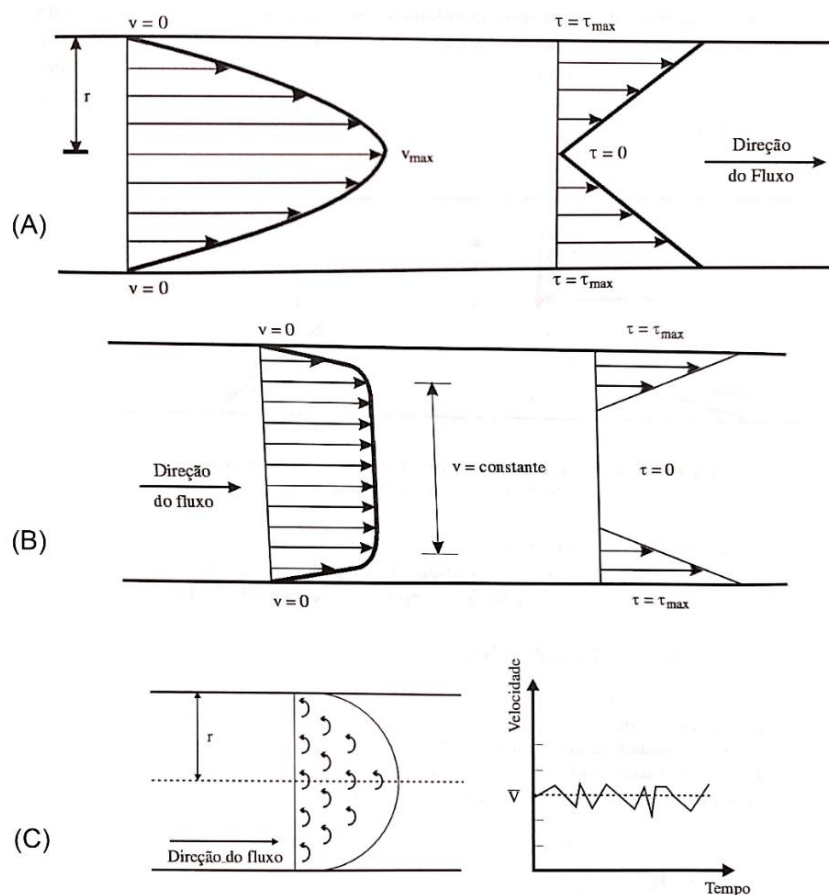 v = 0
τ = τmax
r
vmax
τ = 0
Direção
do Fluxo
(A)
v = 0
τ = τmax
v = 0
τ = τmax
Direção
do fluxo
v = constante
τ = 0
(B)
v = 0
τ = τmax
r
Direção do fluxo
(C)
Velocidade
V̅
Tempo